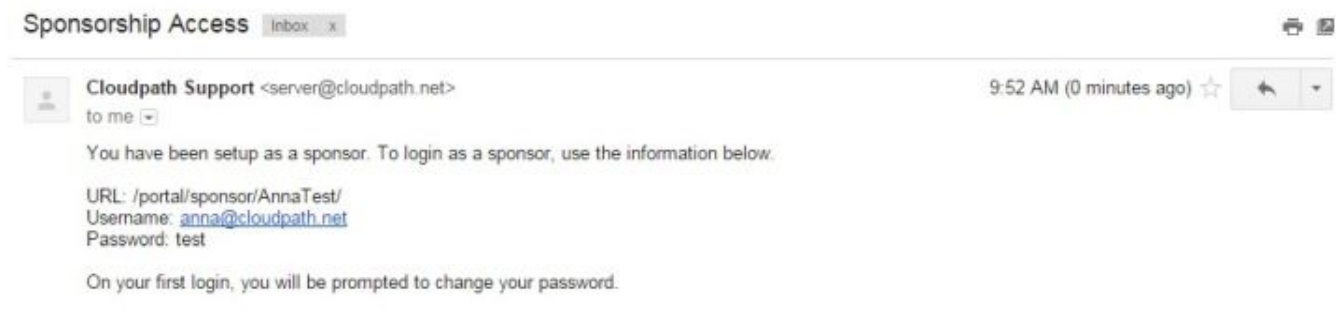 Sponsorship Access Inbox x
Cloudpath Support <server@cloudpath.net> 9:52 AM (0 minutes ago)
to me
You have been setup as a sponsor. To login as a sponsor, use the information below.
URL: /portal/sponsor/AnnaTest/
Username: anna@cloudpath.net
Password: test
On your first login, you will be prompted to change your password.